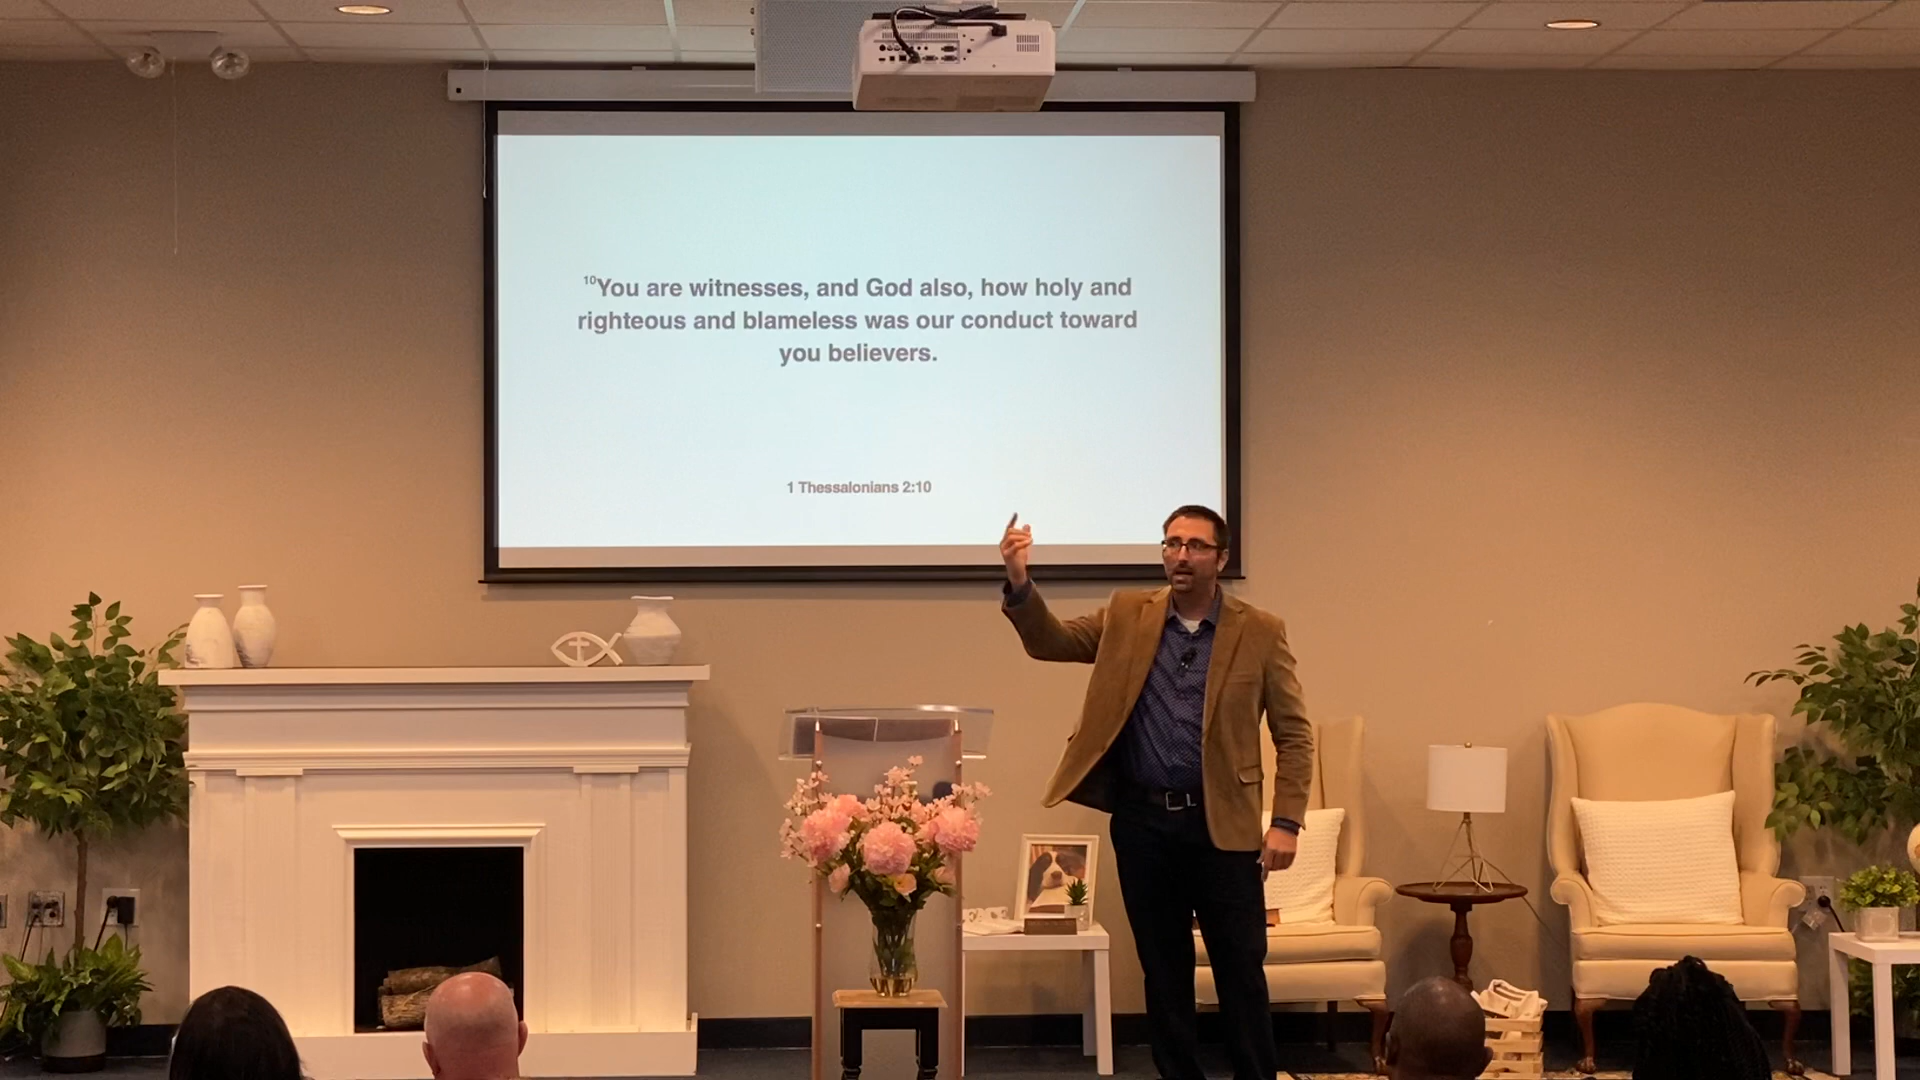 ¹⁰You are witnesses, and God also, how holy and
righteous and blameless was our conduct toward
you believers.
1 Thessalonians 2:10